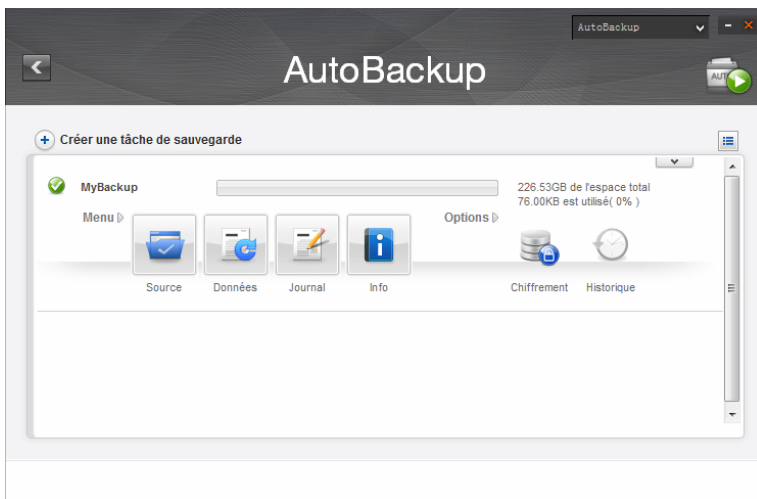 AutoBackup
AutoBackup
AUT
Créer une tâche de sauvegarde
MyBackup
226.53GB de l'espace total
76.00KB est utilisé( 0% )
Menu
Options
Source
Données
Journal
Info
Chiffrement
Historique